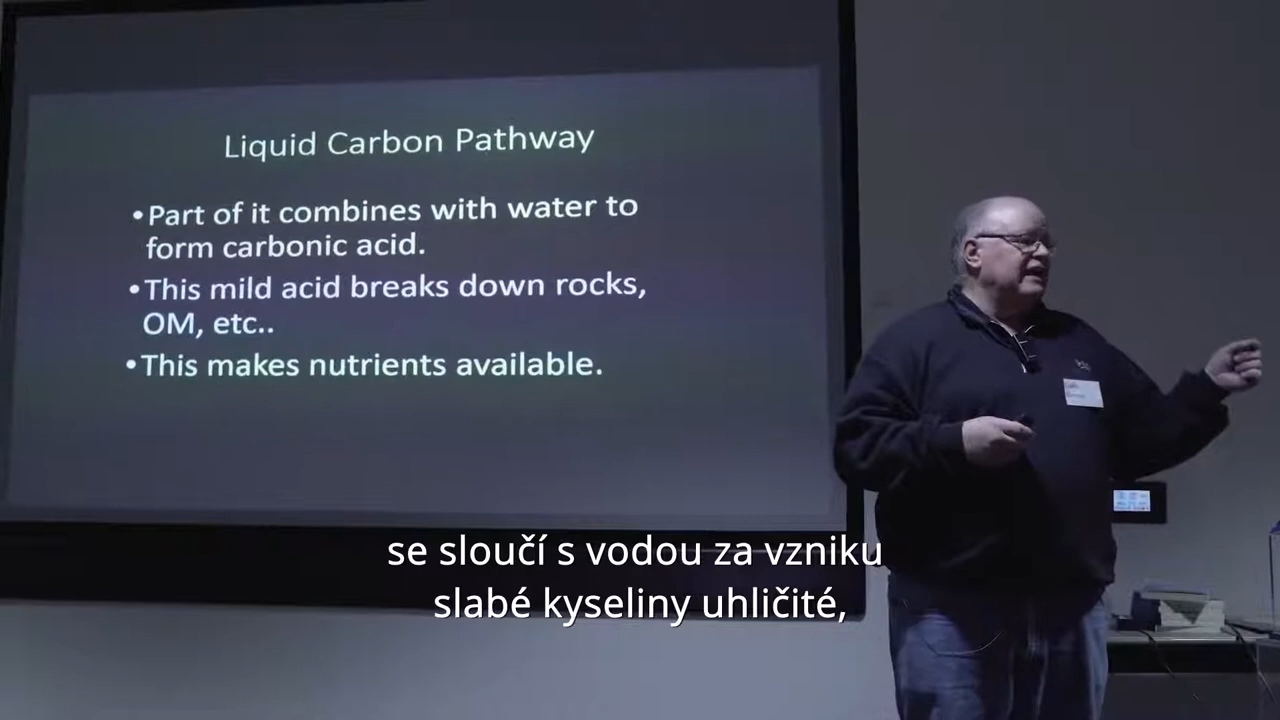 Liquid Carbon Pathway
•Part of it combines with water to
form carbonic acid.
•This mild acid breaks down rocks,
OM, etc..
•This makes nutrients available.
se sloučí s vodou za vzniku
slabé kyseliny uhličité,